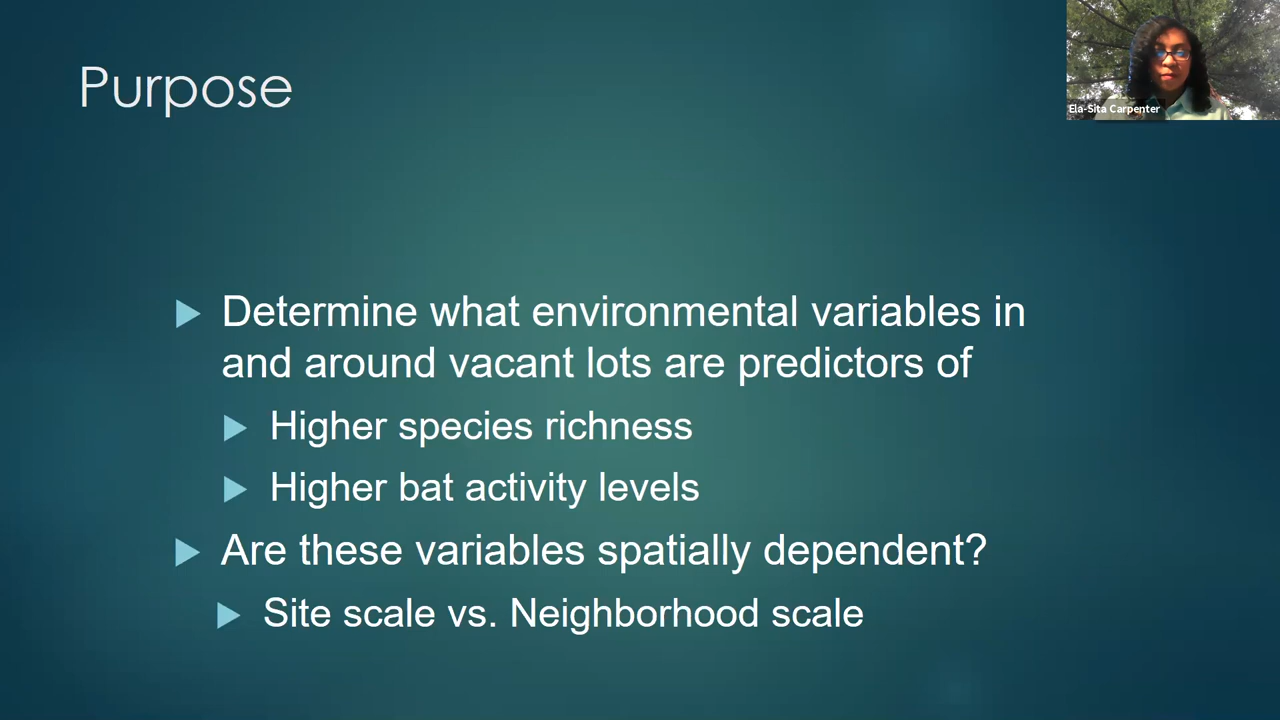 Purpose
Ela-Sita Carpenter
Determine what environmental variables in
and around vacant lots are predictors of
Higher species richness
Higher bat activity levels
Are these variables spatially dependent?
Site scale vs. Neighborhood scale